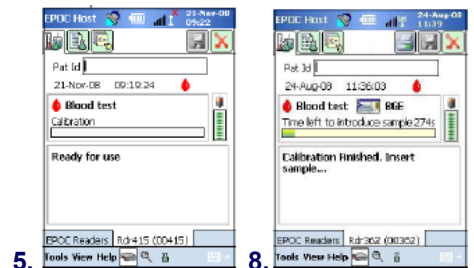 EPOC Host 21-Nov-08 09:22
Pat Id
21-Nov-08 09:19:24
Blood test
Calibration
Ready for use
EPOC Readers Rdr415 (00415)
Tools View Help
5.
EPOC Host 24-Aug-08 11:39
Pat Id
24-Aug-08 11:36:03
Blood test BGE
Time left to introduce sample 274s
Calibration Finished. Insert
sample...
EPOC Readers Rdr362 (00362)
Tools View Help
8.